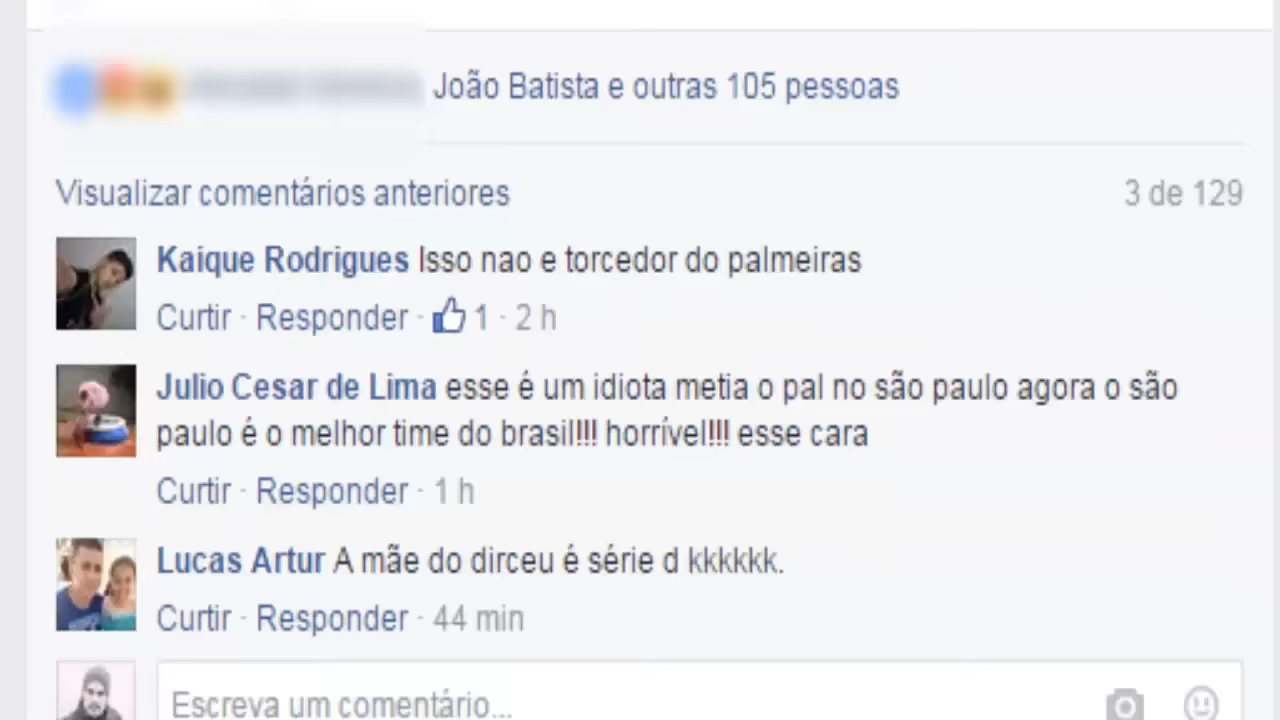 João Batista e outras 105 pessoas
Visualizar comentários anteriores 3 de 129
Kaique Rodrigues Isso nao e torcedor do palmeiras
Curtir · Responder · 1 · 2 h
Julio Cesar de Lima esse é um idiota metia o pal no são paulo agora o são
paulo é o melhor time do brasil!!! horrível!!! esse cara
Curtir · Responder · 1 h
Lucas Artur A mãe do dirceu é série d kkkkkk.
Curtir · Responder · 44 min
Escreva um comentário...